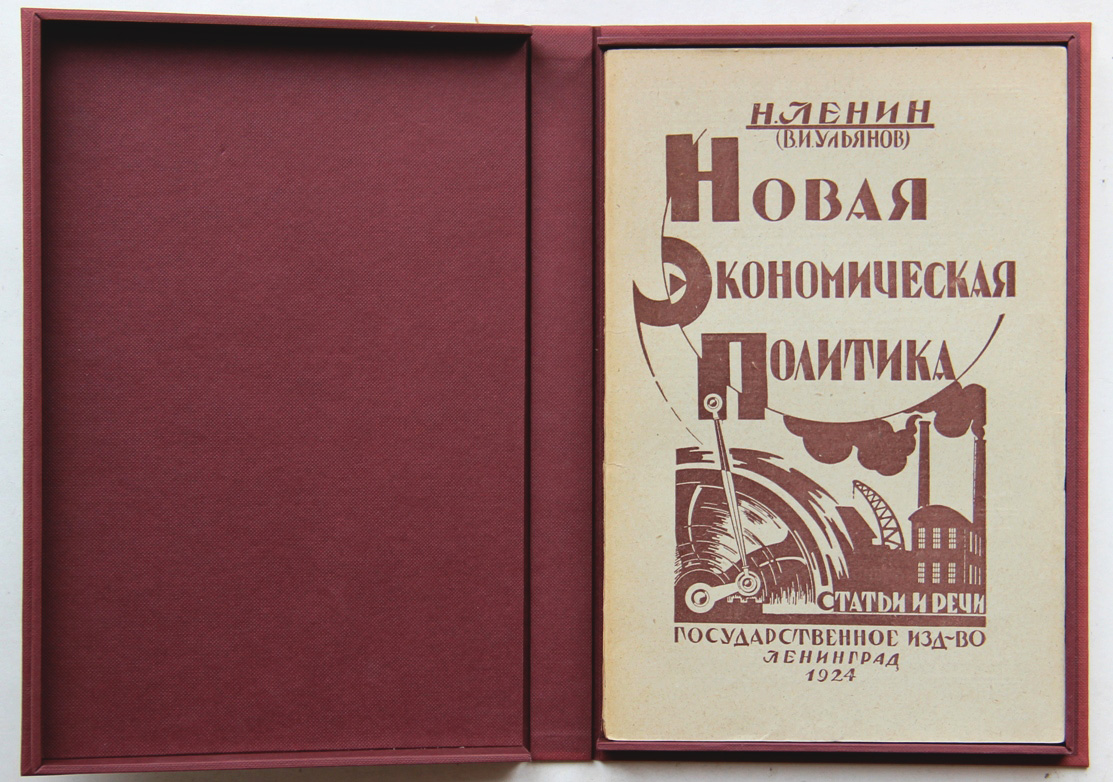 Н. ЛЕНИН
(В.И.УЛЬЯНОВ)
НОВАЯ
ЭКОНОМИЧЕСКАЯ
ПОЛИТИКА
СТАТЬИ И РЕЧИ
ГОСУДАРСТВЕННОЕ ИЗД-ВО
ЛЕНИНГРАД
1924